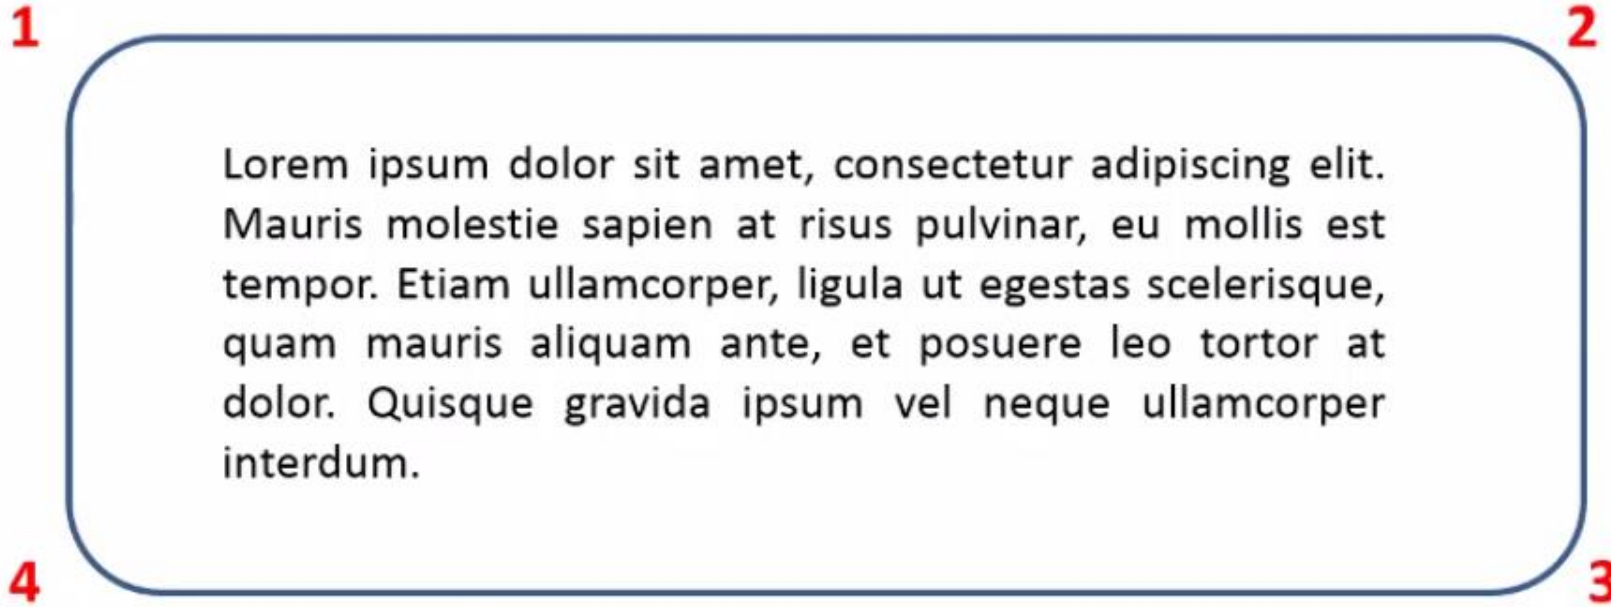 1
2
Lorem ipsum dolor sit amet, consectetur adipiscing elit.
Mauris molestie sapien at risus pulvinar, eu mollis est
tempor. Etiam ullamcorper, ligula ut egestas scelerisque,
quam mauris aliquam ante, et posuere leo tortor at
dolor. Quisque gravida ipsum vel neque ullamcorper
interdum.
4
3